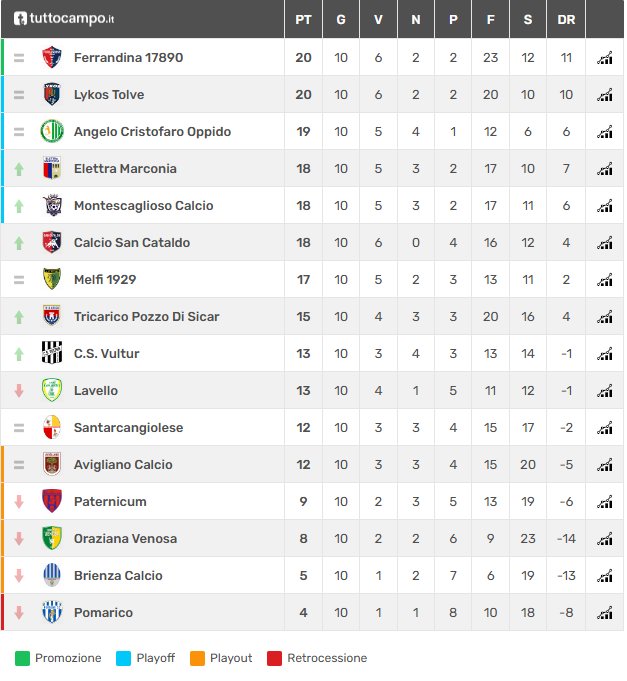 tuttocampo.it PT G V N P F S DR
Ferrandina 17890 20 10 6 2 2 23 12 11
Lykos Tolve 20 10 6 2 2 20 10 10
Angelo Cristofaro Oppido 19 10 5 4 1 12 6 6
Elettra Marconia 18 10 5 3 2 17 10 7
Montescaglioso Calcio 18 10 5 3 2 17 11 6
Calcio San Cataldo 18 10 6 0 4 16 12 4
Melfi 1929 17 10 5 2 3 13 11 2
Tricarico Pozzo Di Sicar 15 10 4 3 3 20 16 4
C.S. Vultur 13 10 3 4 3 13 14 -1
Lavello 13 10 4 1 5 11 12 -1
Santarcangiolese 12 10 3 3 4 15 17 -2
Avigliano Calcio 12 10 3 3 4 15 20 -5
Paternicum 9 10 2 3 5 13 19 -6
Oraziana Venosa 8 10 2 2 6 9 23 -14
Brienza Calcio 5 10 1 2 7 6 19 -13
Pomarico 4 10 1 1 8 10 18 -8
Promozione Playoff Playout Retrocessione